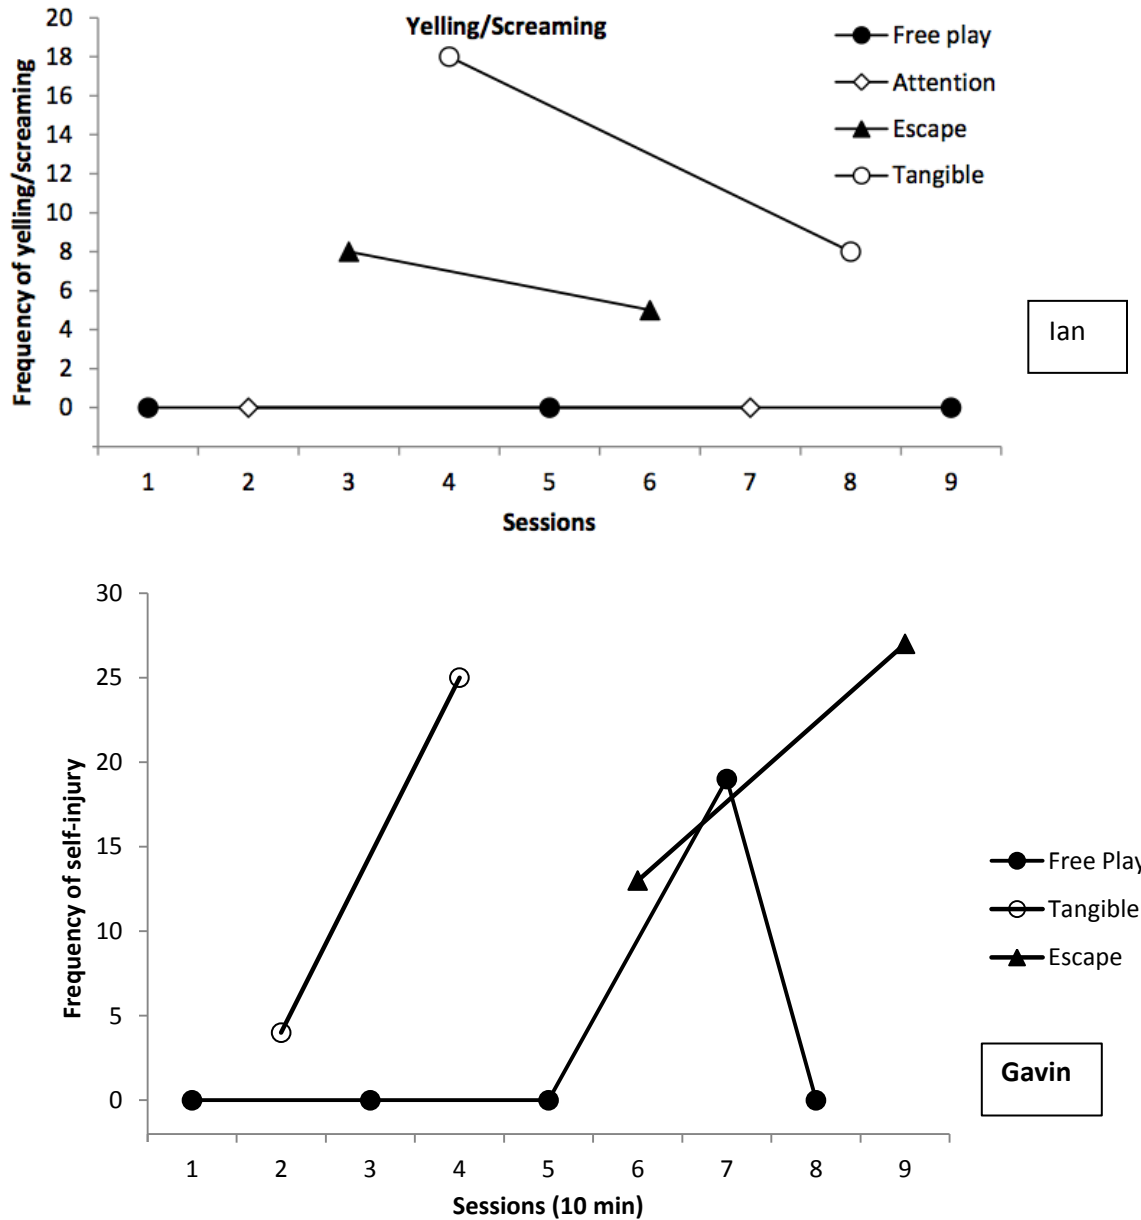 Yelling/Screaming
Frequency of yelling/screaming
20
18
16
14
12
10
8
6
4
2
0
Free play
Attention
Escape
Tangible
Ian
1 2 3 4 5 6 7 8 9
Sessions
Frequency of self-injury
30
25
20
15
10
5
0
Free Play
Tangible
Escape
Gavin
1 2 3 4 5 6 7 8 9
Sessions (10 min)